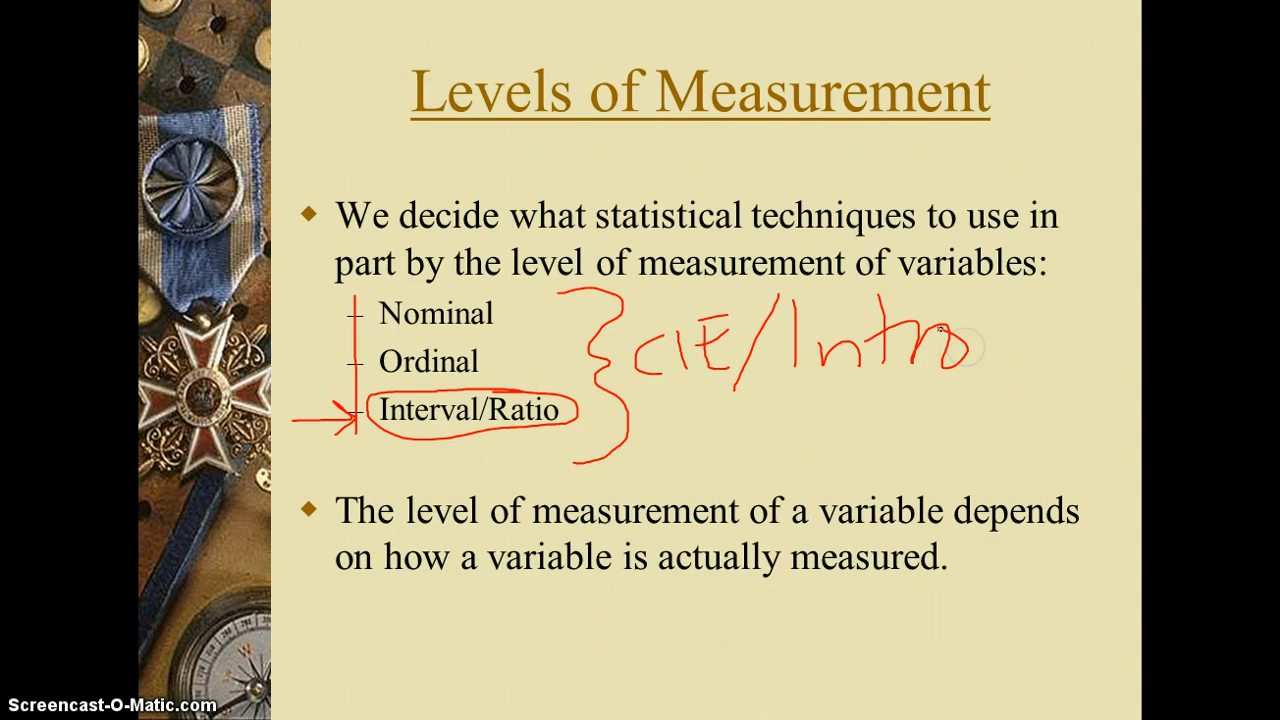 Levels of Measurement
We decide what statistical techniques to use in
part by the level of measurement of variables:
– Nominal
– Ordinal
– Interval/Ratio
CIE/Intro
The level of measurement of a variable depends
on how a variable is actually measured.
Screencast-O-Matic.com